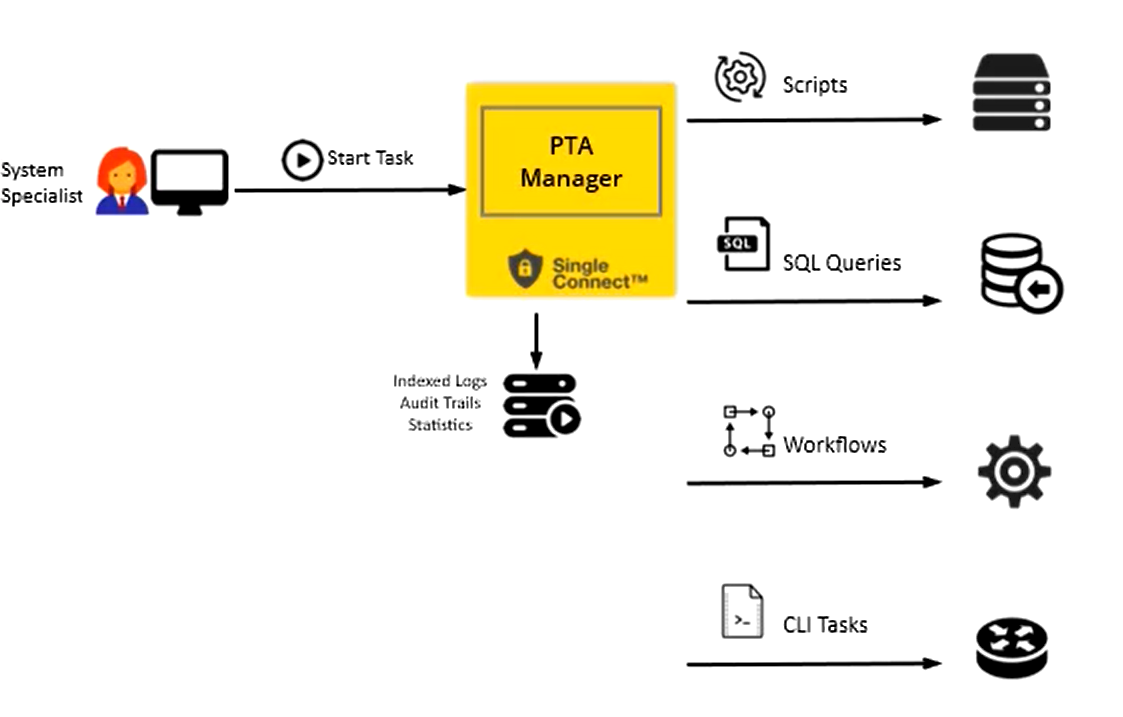 System
Specialist
Start Task
PTA
Manager
Single
Connect™
Indexed Logs
Audit Trails
Statistics
Scripts
SQL
SQL Queries
Workflows
>_
CLI Tasks